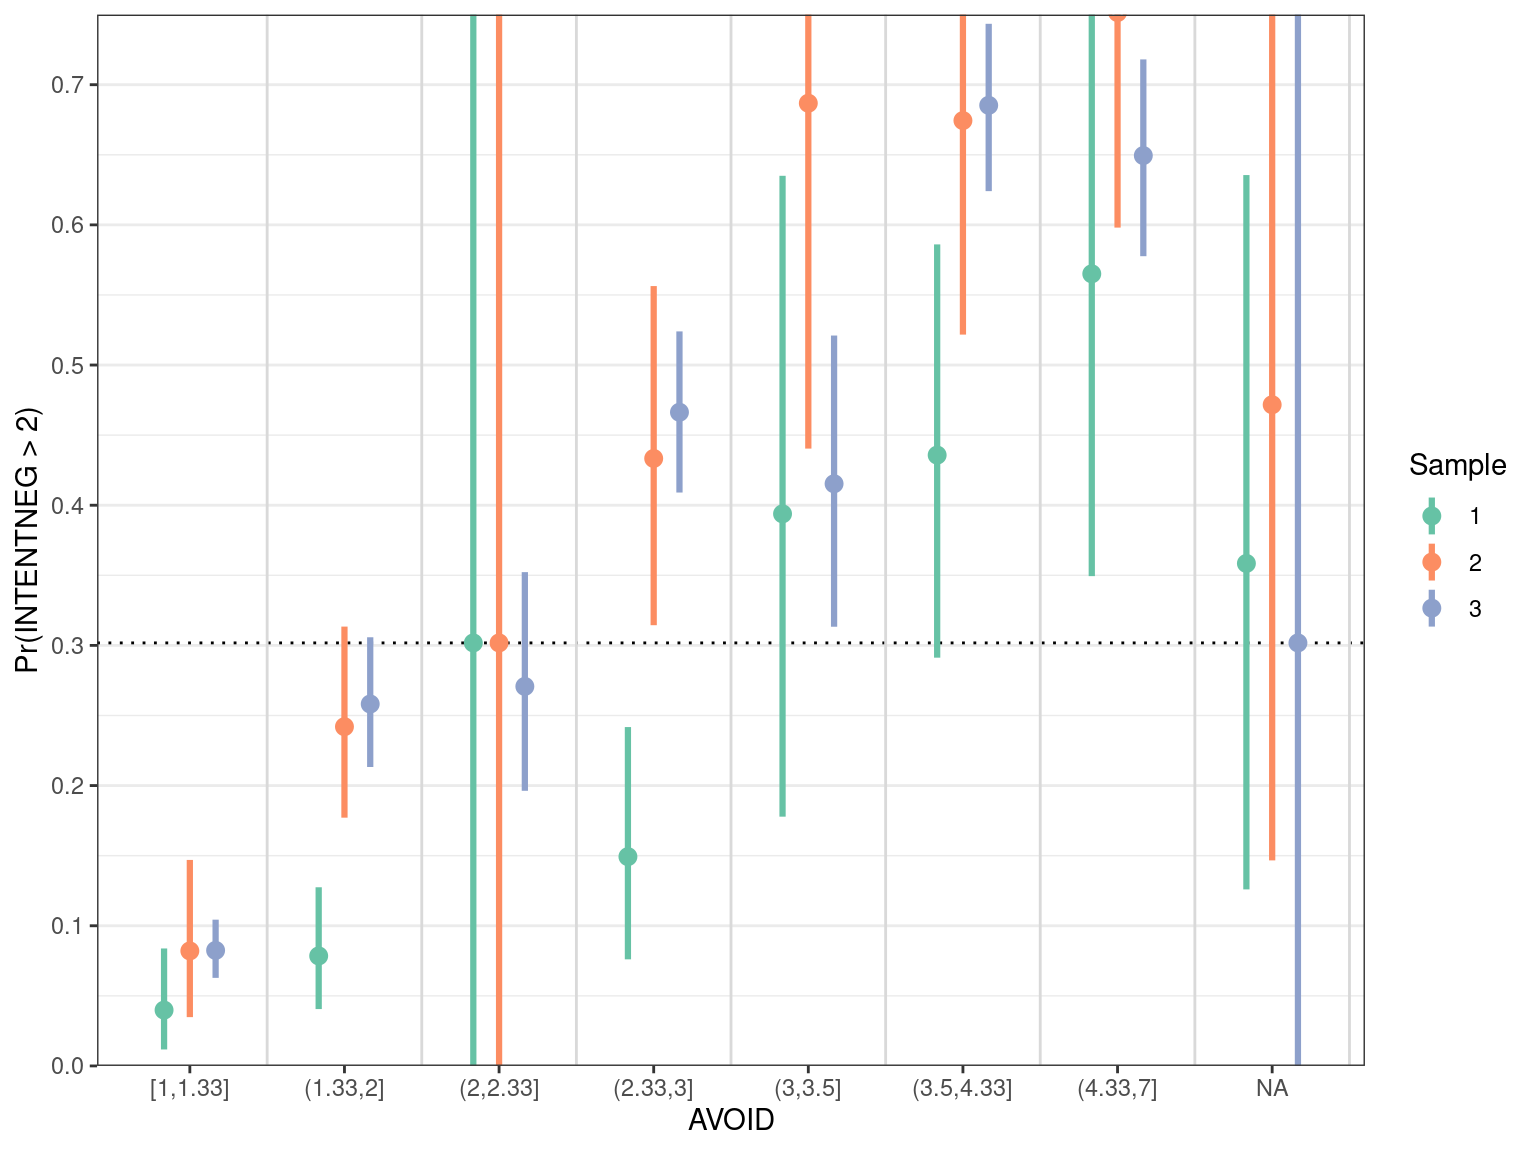 0.7
0.6
0.5
0.4
0.3
0.2
0.1
0.0
Pr(INTENTNEG > 2)
[1,1.33] (1.33,2] (2,2.33] (2.33,3] (3,3.5] (3.5,4.33] (4.33,7] NA
AVOID
Sample
1
2
3